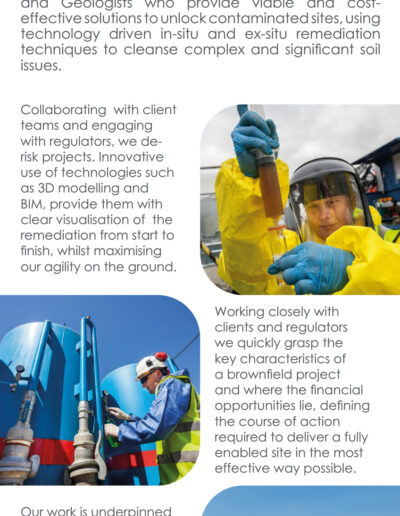 and Geologists who provide viable and cost-
effective solutions to unlock contaminated sites, using
technology driven in-situ and ex-situ remediation
techniques to cleanse complex and significant soil
issues.
Collaborating with client
teams and engaging
with regulators, we de-
risk projects. Innovative
use of technologies such
as 3D modelling and
BIM, provide them with
clear visualisation of the
remediation from start to
finish, whilst maximising
our agility on the ground.
Working closely with
clients and regulators
we quickly grasp the
key characteristics of
a brownfield project
and where the financial
opportunities lie, defining
the course of action
required to deliver a fully
enabled site in the most
effective way possible.
Our work is underpinned